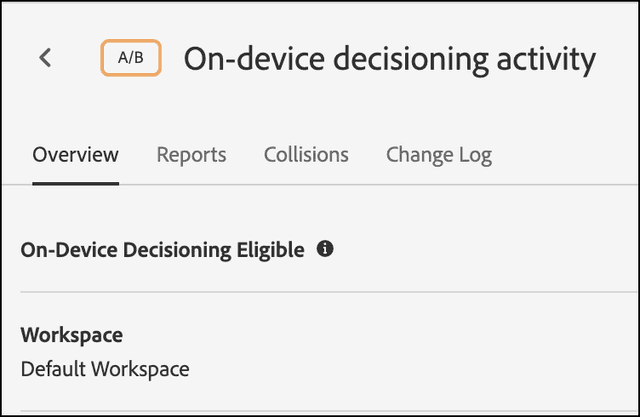 A/B On-device decisioning activity
Overview Reports Collisions Change Log
On-Device Decisioning Eligible
Workspace
Default Workspace